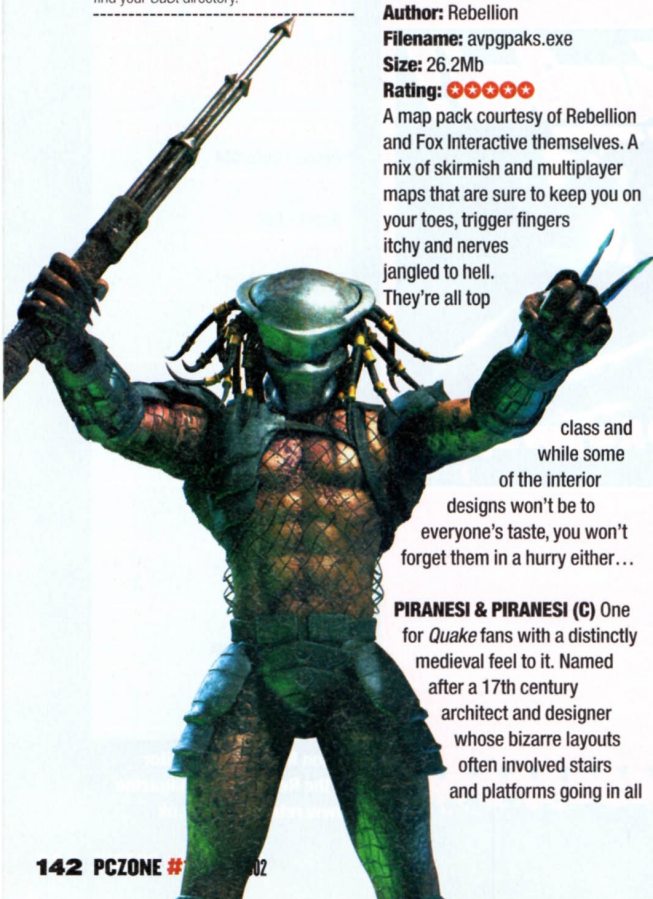 Author: Rebellion
Filename: avpgpaks.exe
Size: 26.2Mb
Rating:
A map pack courtesy of Rebellion
and Fox Interactive themselves. A
mix of skirmish and multiplayer
maps that are sure to keep you on
your toes, trigger fingers
itchy and nerves
jangled to hell.
They're all top
class and
while some
of the interior
designs won't be to
everyone's taste, you won't
forget them in a hurry either...
PIRANESI & PIRANESI (C) One
for Quake fans with a distinctly
medieval feel to it. Named
after a 17th century
architect and designer
whose bizarre layouts
often involved stairs
and platforms going in all
142 PCZONE #